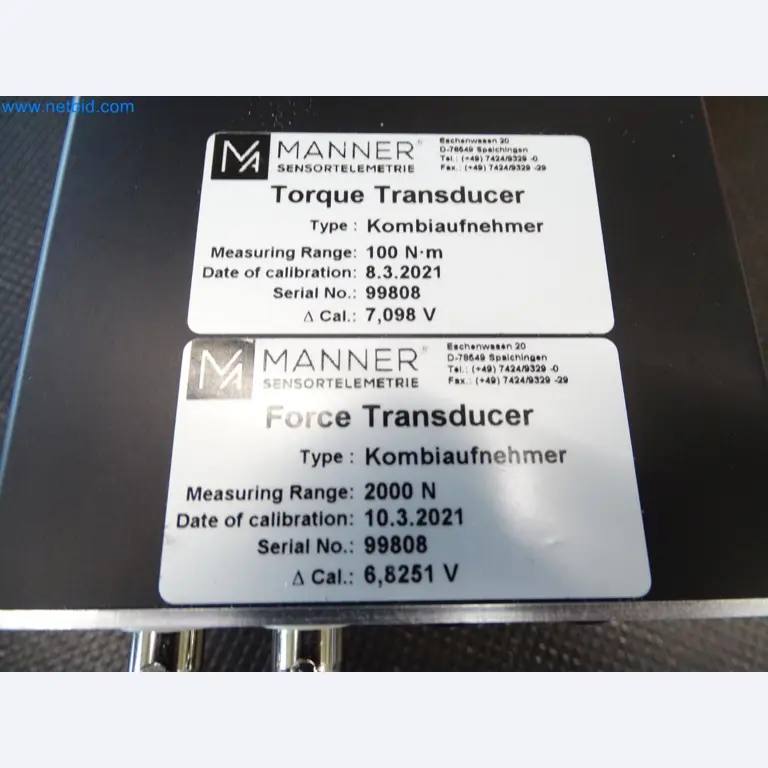 www.netbid.com
MANNER®
SENSORTELEMETRIE
Eschenwasen 20
D-78549 Spaichingen
Tel.: (++49) 7424/9329 -0
Fax.: (++49) 7424/9329 -29
Torque Transducer
Type : Kombiaufnehmer
Measuring Range: 100 N·m
Date of calibration: 8.3.2021
Serial No.: 99808
Δ Cal.: 7,098 V
MANNER®
SENSORTELEMETRIE
Eschenwasen 20
D-78549 Spaichingen
Tel.: (++49) 7424/9329 -0
Fax.: (++49) 7424/9329 -29
Force Transducer
Type : Kombiaufnehmer
Measuring Range: 2000 N
Date of calibration: 10.3.2021
Serial No.: 99808
Δ Cal.: 6,8251 V